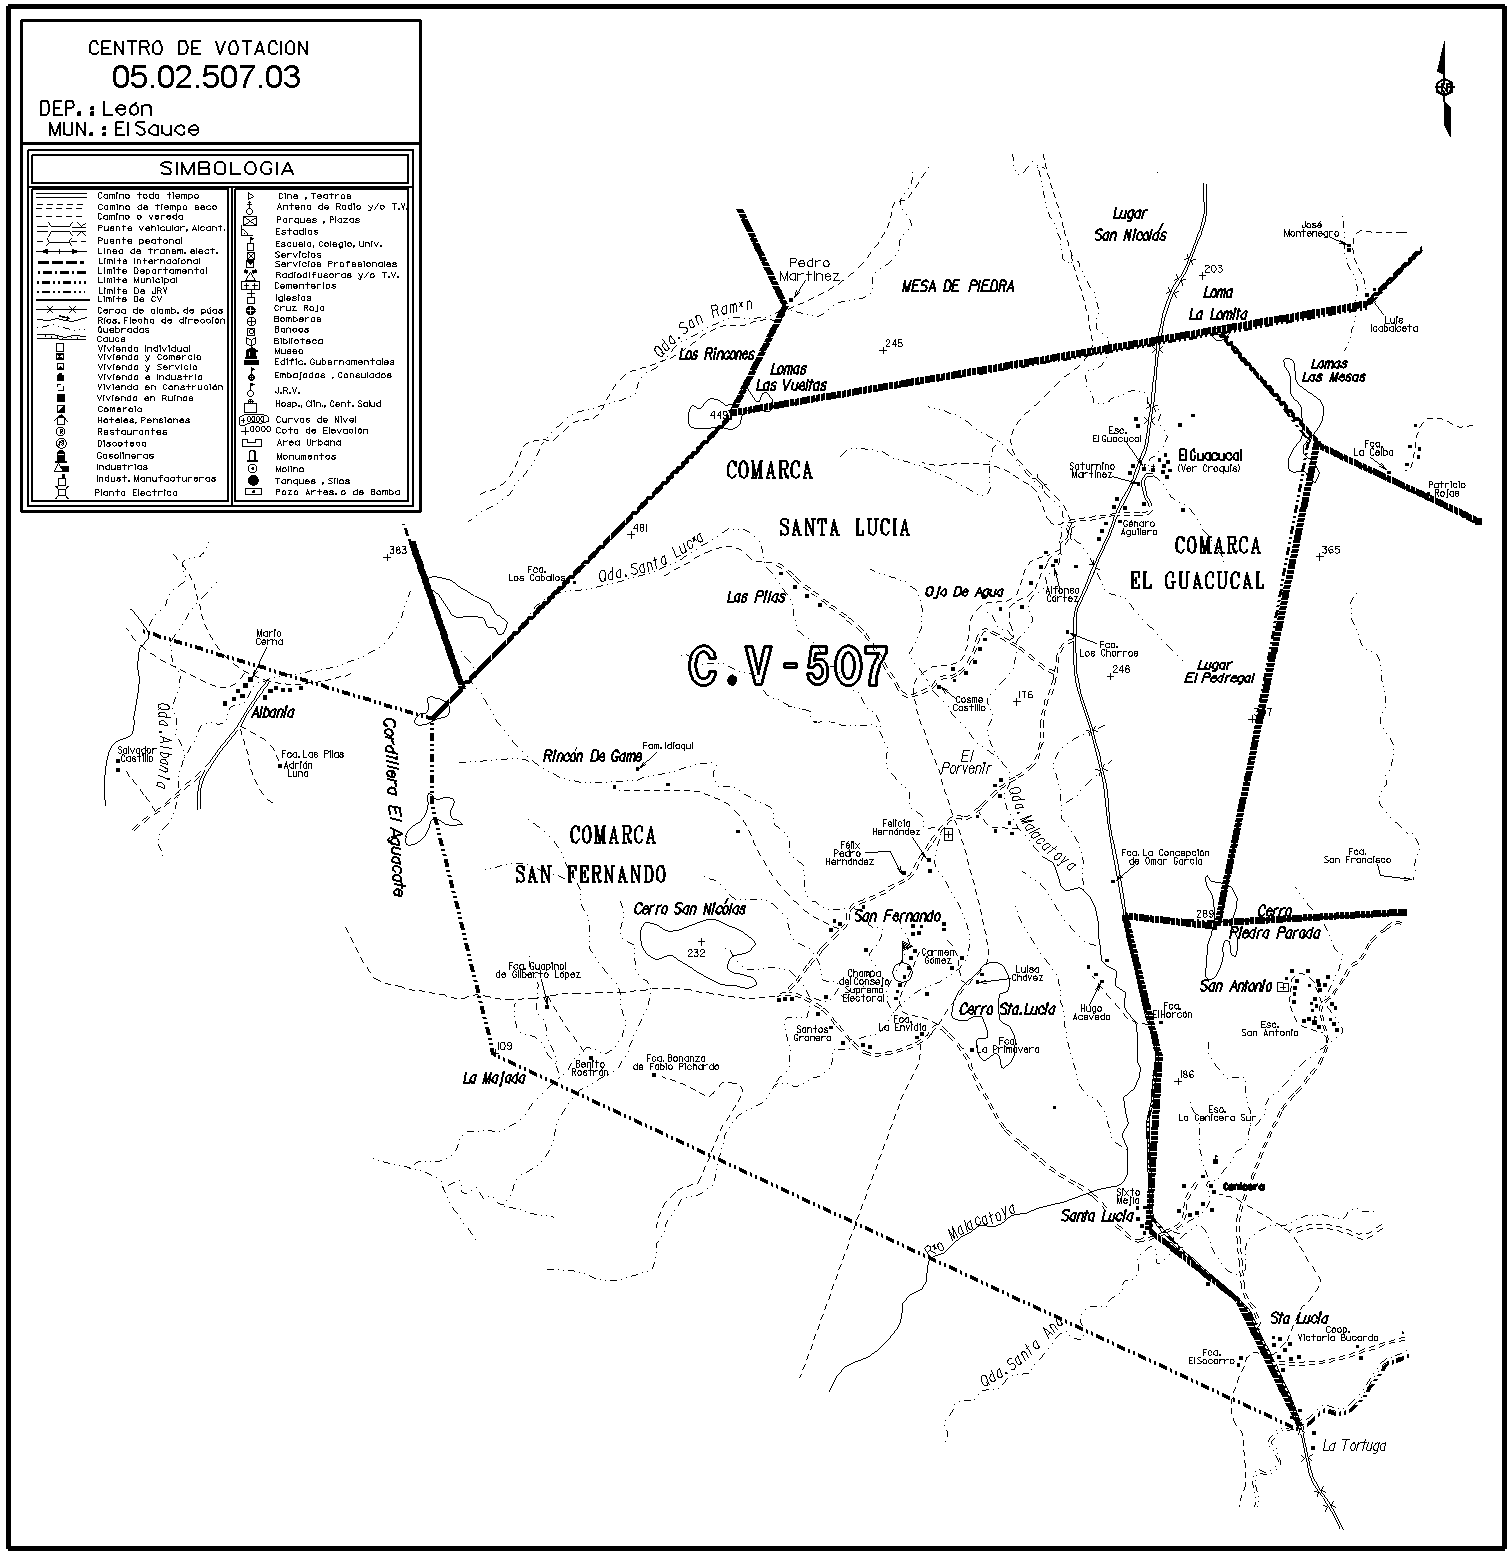 CENTRO DE VOTACION
05.02.507.03
DEP.: León
MUN.: El Sauce
SIMBOLOGIA
Camino todo tiempo
Camino de tiempo seco
Camino o vereda
Puente vehicular, Alcant.
Puente peatonal
Linea de transm. elect.
Limite Internacional
Limite Departamental
Limite Municipal
Limite De JRV
Limite De CV
Cerca de alamb. de púas
Ríos. Flecha de dirección
Quebradas
Cauce
Vivienda Individual
Vivienda y Comercio
Vivienda y Servicio
Vivienda e Industria
Vivienda en Construción
Vivienda en Ruinas
Comercio
Hoteles, Pensiones
Restaurantes
Discoteca
Gasolineras
Industrias
Indust. Manufactureras
Planta Electrica
Cine , Teatros
Antena de Radio y/o T.V.
Parques , Plazas
Estadios
Escuela, Colegio, Univ.
Servicios
Servicios Profesionales
Radiodifusoras y/o T.V.
Cementerios
Iglesias
Cruz Roja
Bomberos
Bancos
Biblioteca
Museo
Edific. Gubernamentales
Embajadas , Consulados
J.R.V.
Hosp., Clin., Cent. Salud
0000 Curvas de Nivel
0000 Cota de Elevación
Area Urbana
Monumentos
Molino
Tanques , Silos
Pozo Artes. o de Bomba
Lugar
San Nicolás
José
Montenegro
203
Pedro
Martínez
MESA DE PIEDRA
Loma
La Lomita
Luis
Icabalceta
Qda. San Ram×n
245
Los Rincones
Lomas
Las Vueltas
Lomas
Las Mesas
449
Esc.
El Guacucal
El Guacucal
(Ver Croquis)
Fca.
La Ceiba
Saturnino
Martínez
Patricio
Rojas
COMARCA
SANTA LUCIA
Génaro
Aguilera
481
383
COMARCA
EL GUACUCAL
365
Qda. Santa Luc×a
Fca.
Los Cabollos
Las Pilas
Ojo De Agua
Alfonso
Cortez
Mario
Cerna
Fca.
Los Chorros
C.V-507
246
Lugar
El Pedregal
Cosme
Castillo
176
Albania
Qda. Albania
Salvador
Castillo
Fca. Las Pilas
Adrián
Luna
Cordillera El Aguacate
Rincón De Game
Fam. Idiaqui
El
Porvenir
Qda. Malacatoya
COMARCA
SAN FERNANDO
Felicia
Hernández
Félix
Pedro
Hernández
Fca. La Concepción
de Omar García
Fca.
San Francisco
Cerro San Nicolas
232
San Fernando
289
Cerro
Piedra Parada
Carmen
Gómez
Champa
del Consejo
Supremo
Electoral
Fca. Guapinol
de Gilberto López
Luisa
Chávez
Cerro Sta. Lucia
San Antonio
Hugo
Acevedo
Fca.
El Horcón
Esc.
San Antonio
Santos
Granera
Fca.
La Envidia
Fca.
La Primavera
109
La Majada
Benito
Rostrán
Fca. Bonanza
de Fabio Pichardo
186
Esc.
La Canicera Sur
Canicera
Sixto
Mejía
Santa Lucia
R×o Malacatoya
Qda. Santa Ana
Sta Lucia
Coop.
Victoria Bucardo
Fca.
El Socorro
La Tortuga